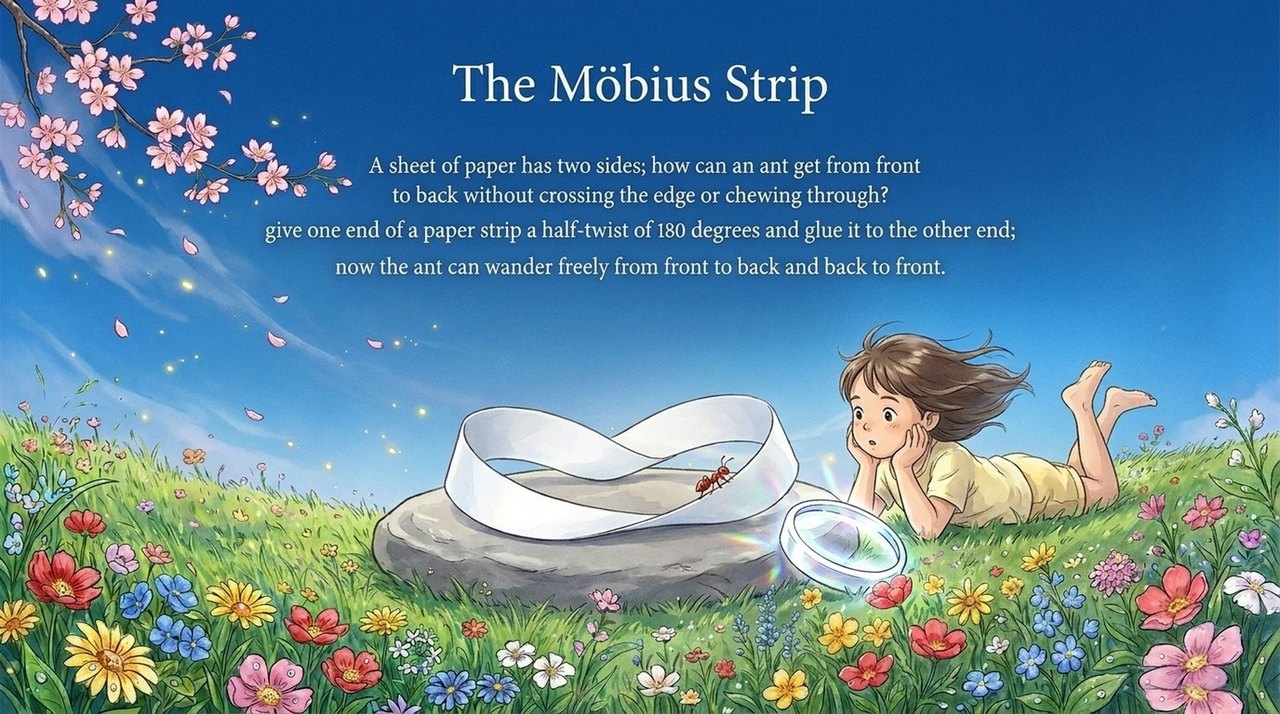 The Möbius Strip
A sheet of paper has two sides; how can an ant get from front
to back without crossing the edge or chewing through?
give one end of a paper strip a half-twist of 180 degrees and glue it to the other end;
now the ant can wander freely from front to back and back to front.